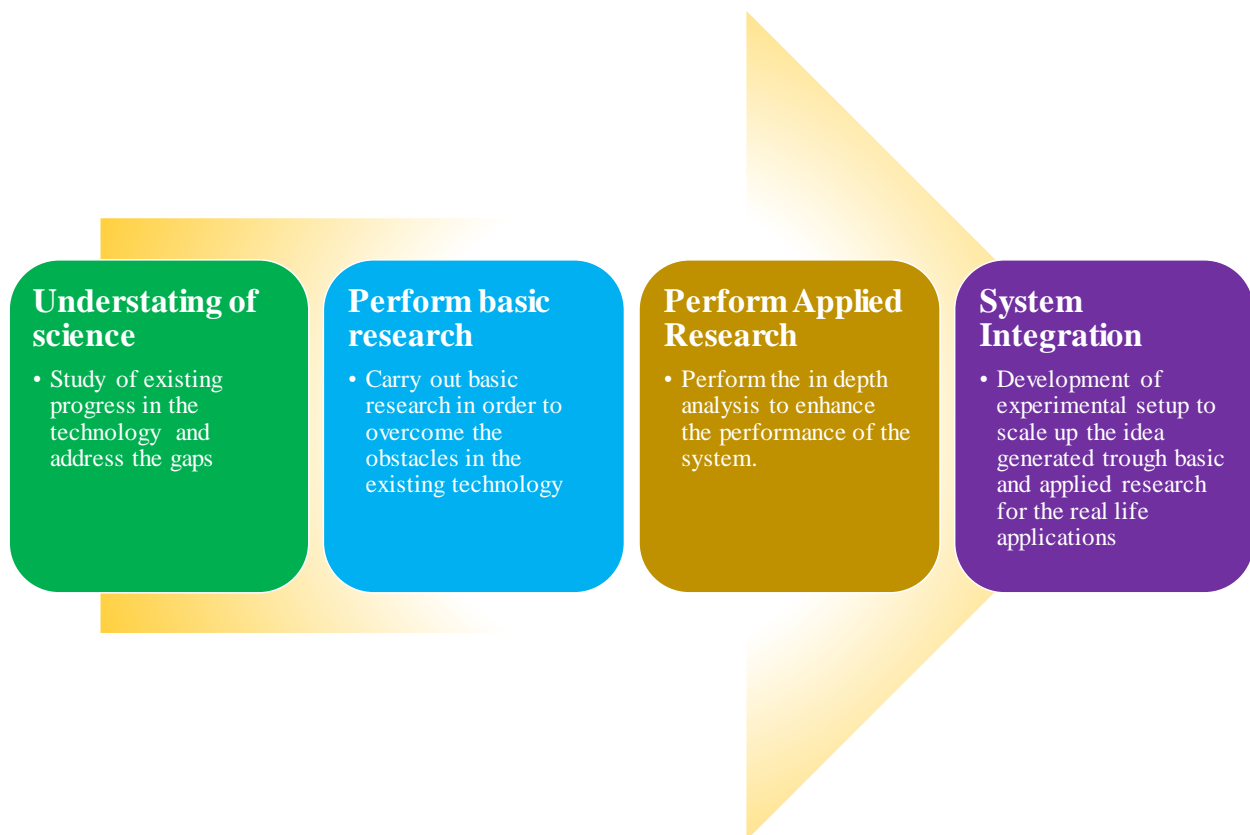 Understating of
science
• Study of existing
progress in the
technology and
address the gaps
Perform basic
research
• Carry out basic
research in order to
overcome the
obstacles in the
existing technology
Perform Applied
Research
• Perform the in depth
analysis to enhance
the performance of the
system.
System
Integration
• Development of
experimental setup to
scale up the idea
generated trough basic
and applied research
for the real life
applications